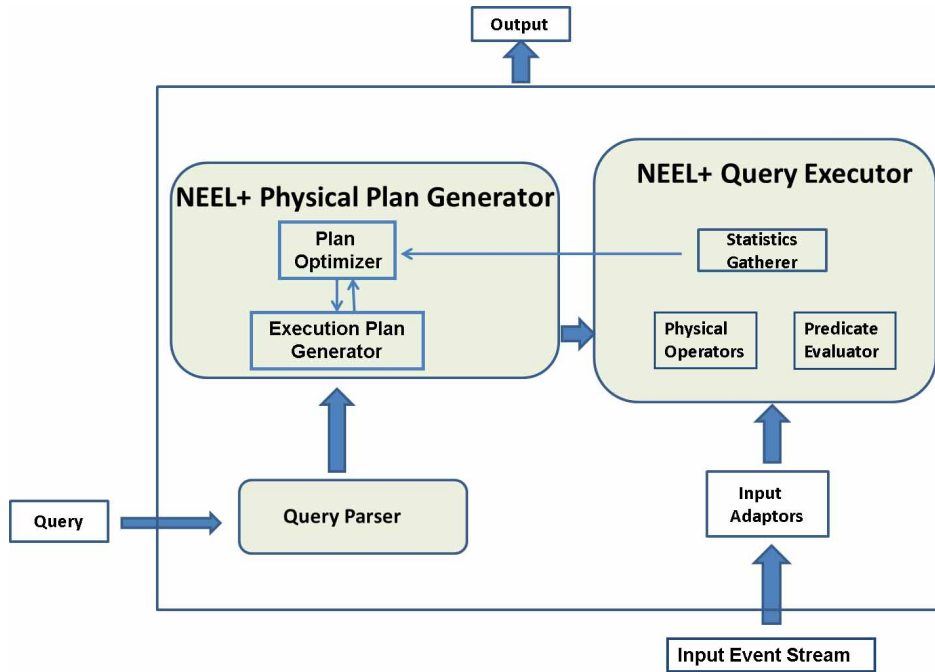 Output
NEEL+ Physical Plan Generator
Plan
Optimizer
Execution Plan
Generator
NEEL+ Query Executor
Statistics
Gatherer
Physical
Operators
Predicate
Evaluator
Query
Query Parser
Input
Adaptors
Input Event Stream